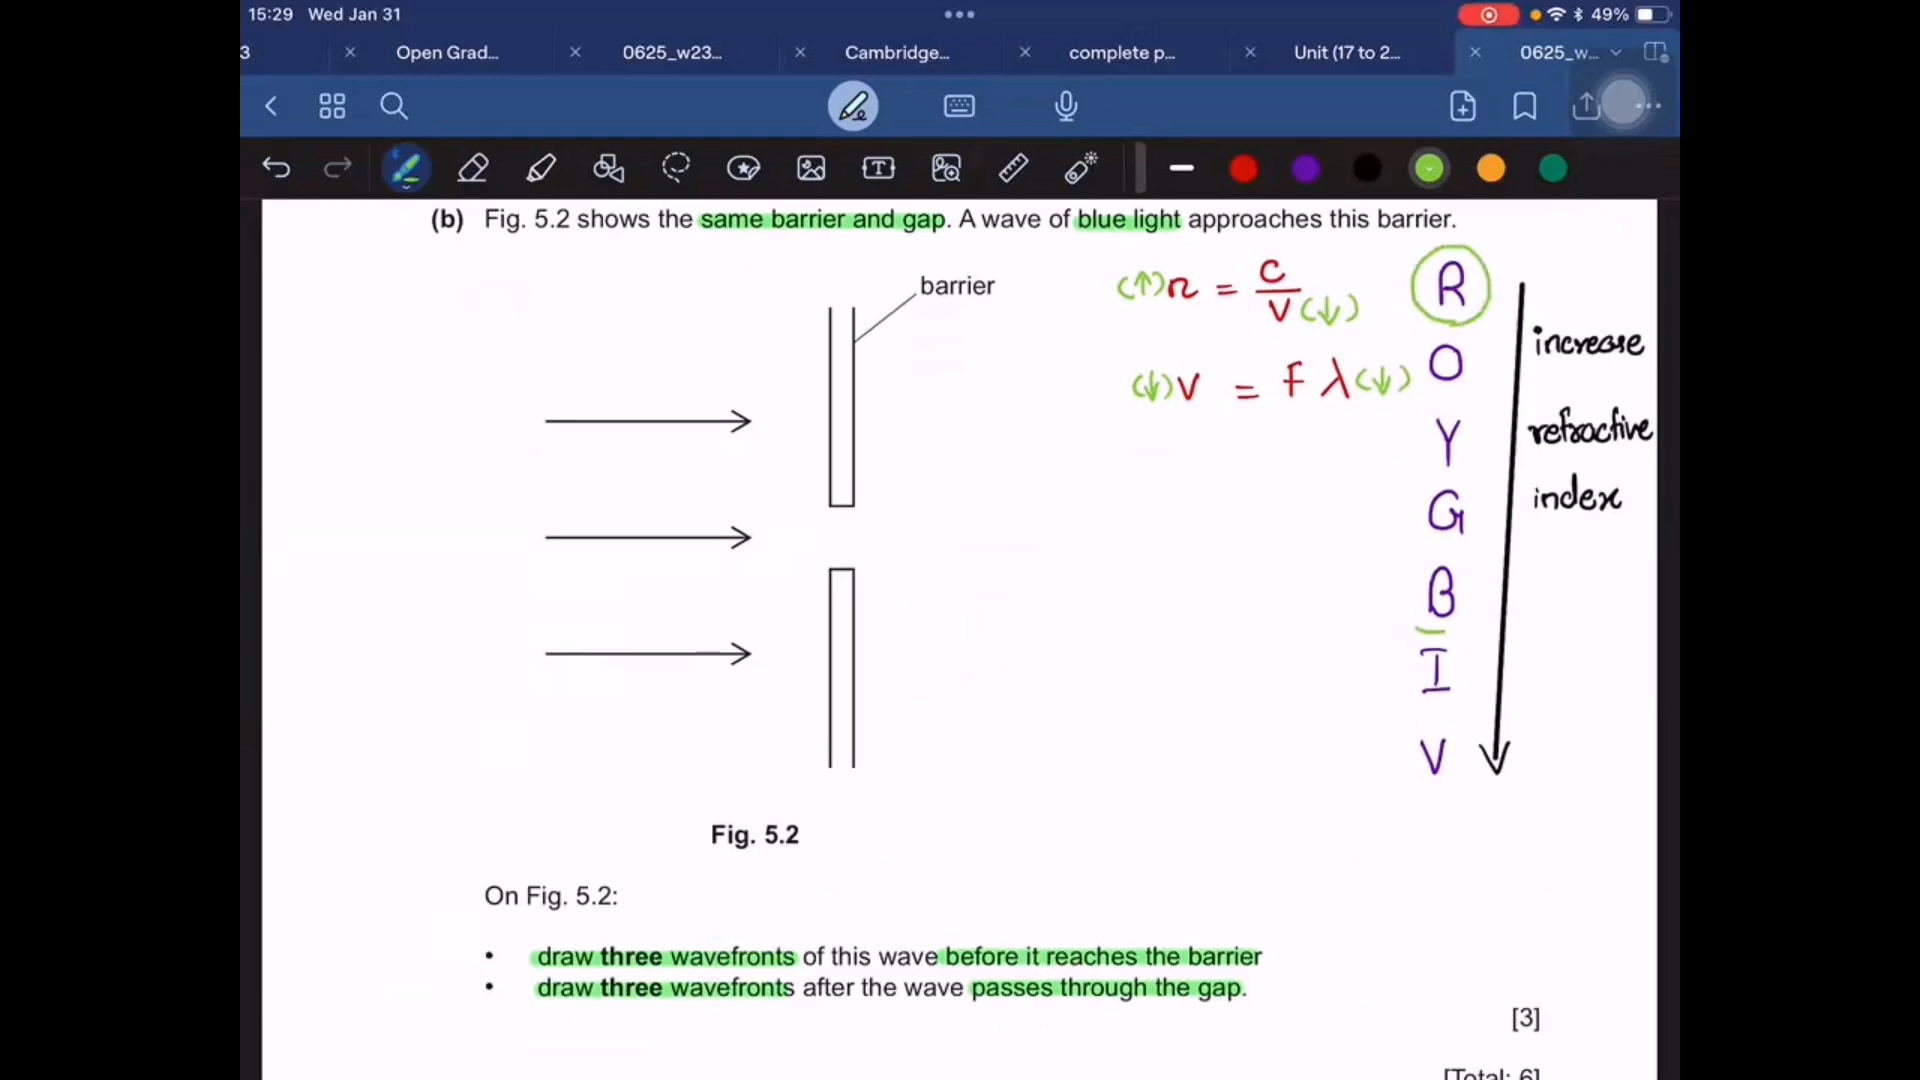 15:29 Wed Jan 31
49%
3
Open Grad...
0625_w23...
Cambridge...
complete p...
Unit (17 to 2...
0625_w...
(b) Fig. 5.2 shows the same barrier and gap. A wave of blue light approaches this barrier.
barrier
(↑)n = c/v(↓)
(↓)v = f λ(↓)
R
O
Y
G
B
I
V
increase
refractive
index
Fig. 5.2
On Fig. 5.2:
• draw three wavefronts of this wave before it reaches the barrier
• draw three wavefronts after the wave passes through the gap.
[3]
[Total: 6]